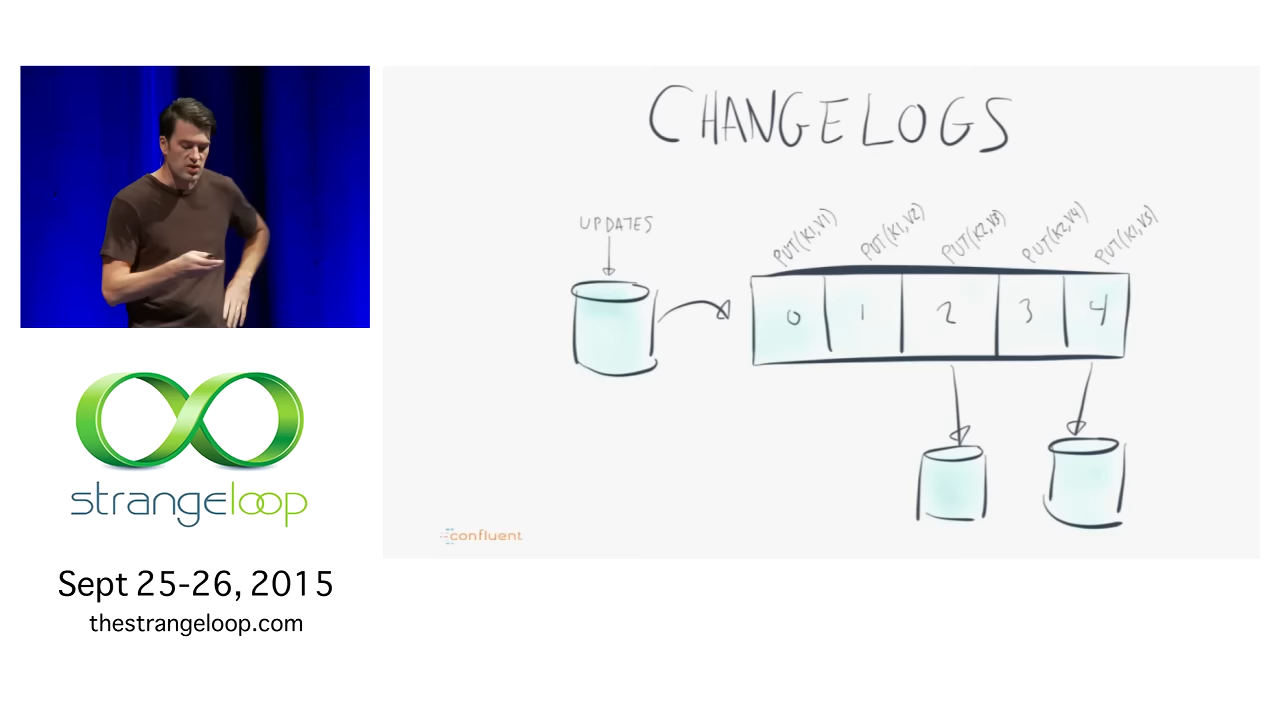 CHANGELOGS
UPDATES
PUT(K1,V1)
PUT(K1,V2)
PUT(K2,V3)
PUT(K2,V4)
PUT(K1,V5)
0
1
2
3
4
confluent
strangeloop
Sept 25-26, 2015
thestrangeloop.com